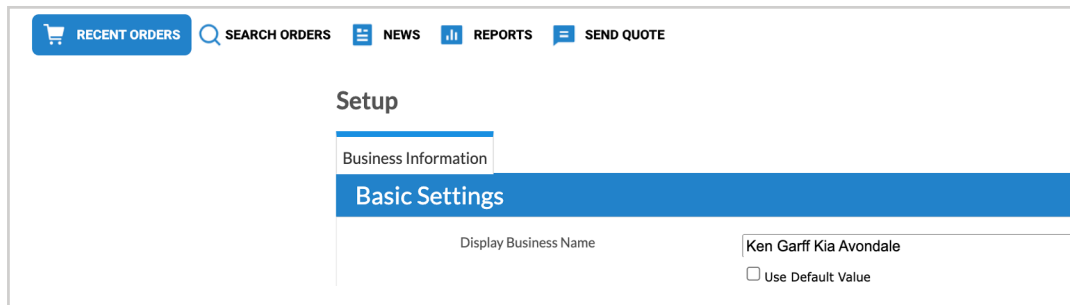 RECENT ORDERS SEARCH ORDERS NEWS REPORTS SEND QUOTE
Setup
Business Information
Basic Settings
Display Business Name Ken Garff Kia Avondale
Use Default Value